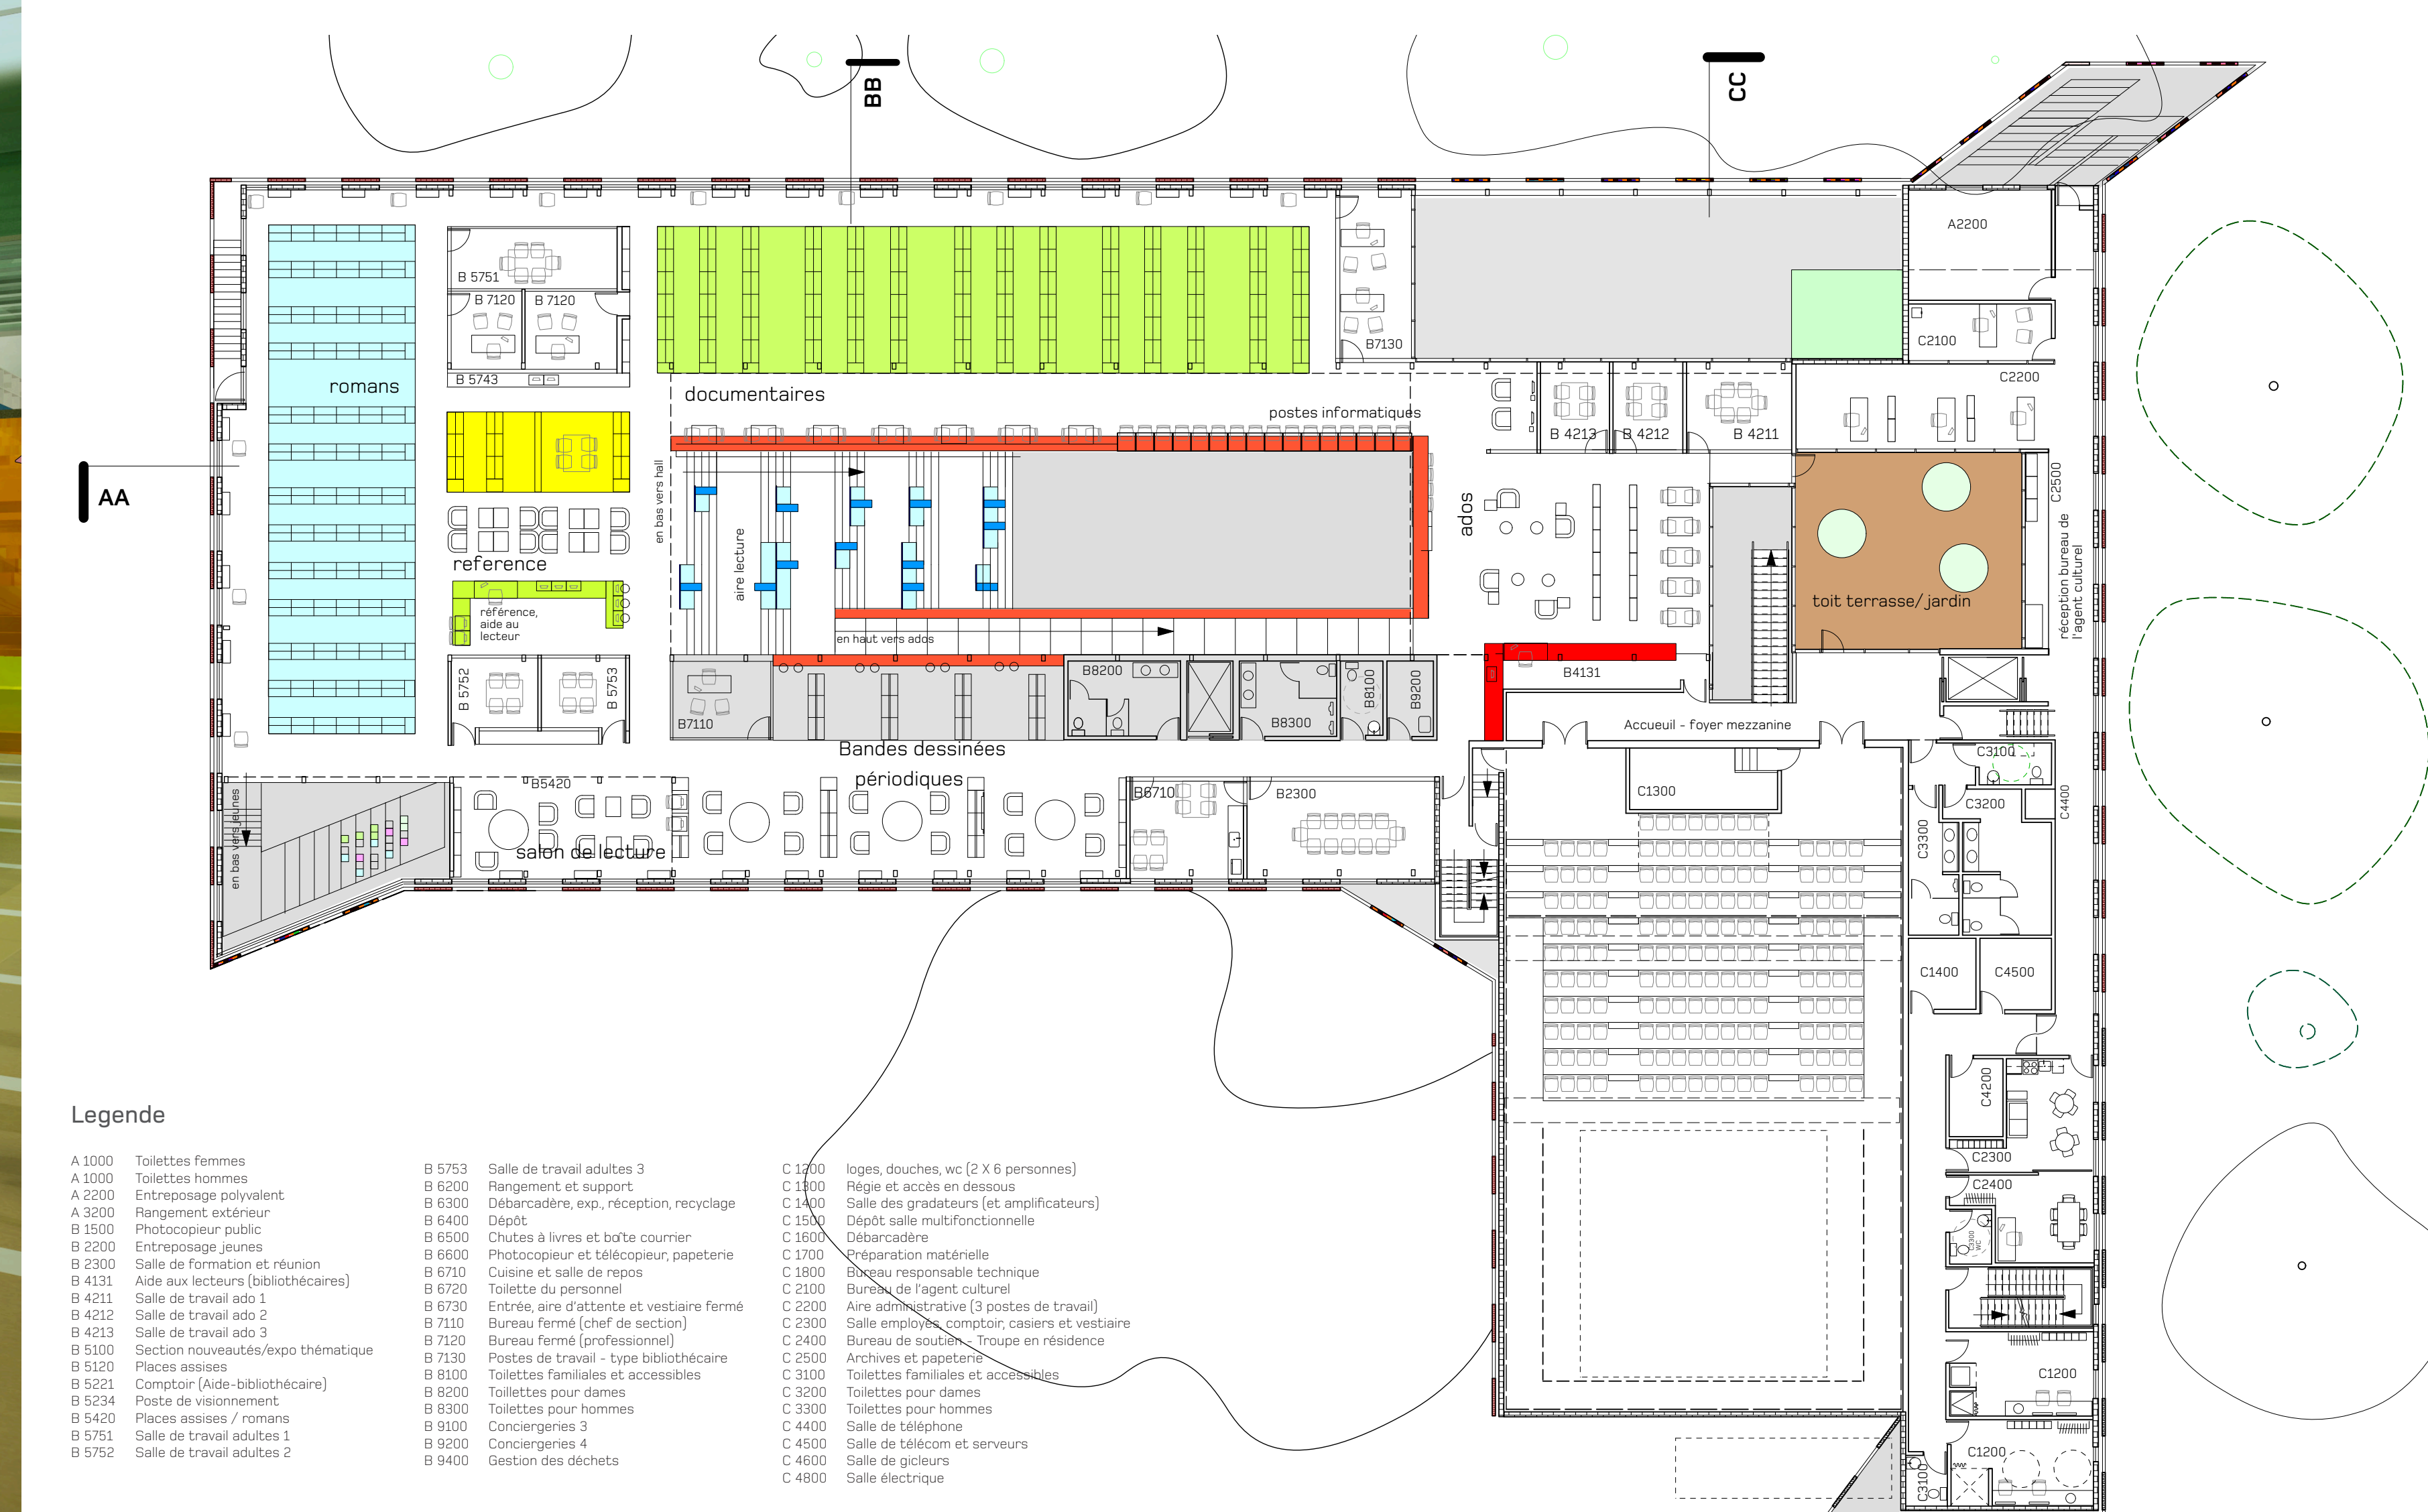 BB
CC
A2200
B 5751
B 7120
B 7120
B7130
C2100
B 5743
C2200
romans
documentaires
postes informatiques
B 4213
B 4212
B 4211
AA
en bas vers hall
aire lecture
ados
C2500
réception bureau de
l'agent culturel
reference
référence,
aide au
lecteur
toit terrasse/jardin
en haut vers ados
B 5752
B 5753
B7110
B8200
B8300
B8100
B9200
B4131
Accueuil - foyer mezzanine
Bandes dessinées
périodiques
C3100
B5420
B6710
B2300
C1300
C3200
C4400
C3300
en bas vers jeunes
salon de lecture
C1400
C4500
C4200
C2300
C2400
C3300
WC
C1200
C1200
C3100
Legende
A 1000 Toilettes femmes
A 1000 Toilettes hommes
A 2200 Entreposage polyvalent
A 3200 Rangement extérieur
B 1500 Photocopieur public
B 2200 Entreposage jeunes
B 2300 Salle de formation et réunion
B 4131 Aide aux lecteurs (bibliothécaires)
B 4211 Salle de travail ado 1
B 4212 Salle de travail ado 2
B 4213 Salle de travail ado 3
B 5100 Section nouveautés/expo thématique
B 5120 Places assises
B 5221 Comptoir (Aide-bibliothécaire)
B 5234 Poste de visionnement
B 5420 Places assises / romans
B 5751 Salle de travail adultes 1
B 5752 Salle de travail adultes 2
B 5753 Salle de travail adultes 3
B 6200 Rangement et support
B 6300 Débarcadère, exp., réception, recyclage
B 6400 Dépôt
B 6500 Chutes à livres et boîte courrier
B 6600 Photocopieur et télécopieur, papeterie
B 6710 Cuisine et salle de repos
B 6720 Toilette du personnel
B 6730 Entrée, aire d'attente et vestiaire fermé
B 7110 Bureau fermé (chef de section)
B 7120 Bureau fermé (professionnel)
B 7130 Postes de travail - type bibliothécaire
B 8100 Toilettes familiales et accessibles
B 8200 Toillettes pour dames
B 8300 Toilettes pour hommes
B 9100 Conciergeries 3
B 9200 Conciergeries 4
B 9400 Gestion des déchets
C 1200 loges, douches, wc (2 X 6 personnes)
C 1300 Régie et accès en dessous
C 1400 Salle des gradateurs (et amplificateurs)
C 1500 Dépôt salle multifonctionnelle
C 1600 Débarcadère
C 1700 Préparation matérielle
C 1800 Bureau responsable technique
C 2100 Bureau de l'agent culturel
C 2200 Aire administrative (3 postes de travail)
C 2300 Salle employés, comptoir, casiers et vestiaire
C 2400 Bureau de soutien - Troupe en résidence
C 2500 Archives et papeterie
C 3100 Toilettes familiales et accessibles
C 3200 Toilettes pour dames
C 3300 Toilettes pour hommes
C 4400 Salle de téléphone
C 4500 Salle de télécom et serveurs
C 4600 Salle de gicleurs
C 4800 Salle électrique